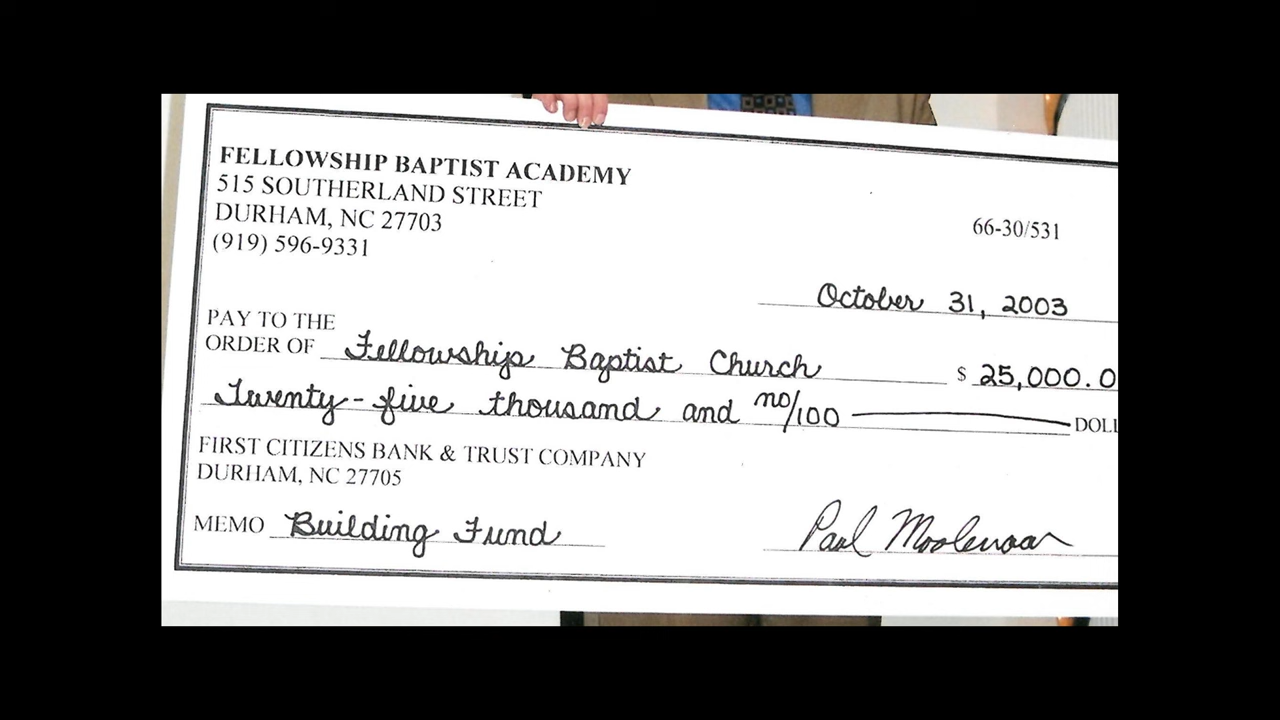 FELLOWSHIP BAPTIST ACADEMY
515 SOUTHERLAND STREET
DURHAM, NC 27703
(919) 596-9331
66-30/531
October 31, 2003
PAY TO THE
ORDER OF Fellowship Baptist Church $ 25,000.0
Twenty-five thousand and no/100 DOLL
FIRST CITIZENS BANK & TRUST COMPANY
DURHAM, NC 27705
MEMO Building Fund
Paul Moolenaar